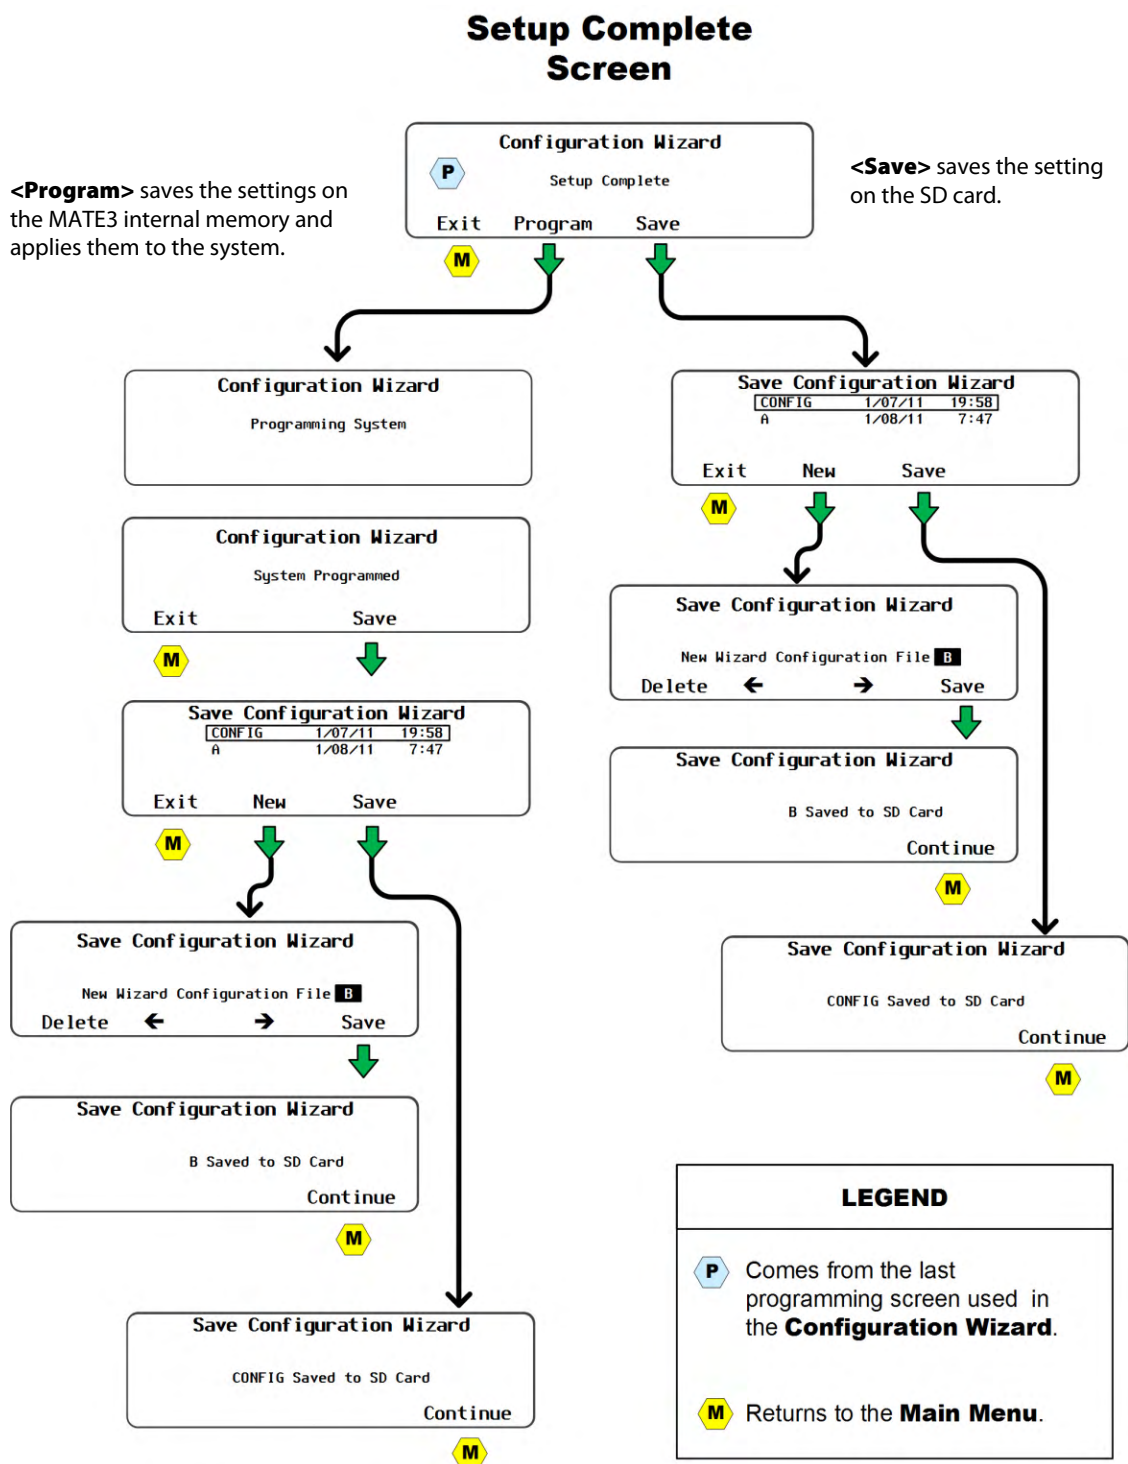 Setup Complete
Screen
Configuration Wizard
P
Setup Complete
Exit Program Save
M
<Program> saves the settings on
the MATE3 internal memory and
applies them to the system.
<Save> saves the setting
on the SD card.
Configuration Wizard
Programming System
Configuration Wizard
System Programmed
Exit Save
M
Save Configuration Wizard
CONFIG 1/07/11 19:58
A 1/08/11 7:47
Exit New Save
M
Save Configuration Wizard
New Wizard Configuration File B
Delete ← → Save
Save Configuration Wizard
B Saved to SD Card
Continue
M
Save Configuration Wizard
CONFIG Saved to SD Card
Continue
M
Save Configuration Wizard
CONFIG 1/07/11 19:58
A 1/08/11 7:47
Exit New Save
M
Save Configuration Wizard
New Wizard Configuration File B
Delete ← → Save
Save Configuration Wizard
B Saved to SD Card
Continue
M
Save Configuration Wizard
CONFIG Saved to SD Card
Continue
M
LEGEND
P Comes from the last
programming screen used in
the Configuration Wizard.
M Returns to the Main Menu.